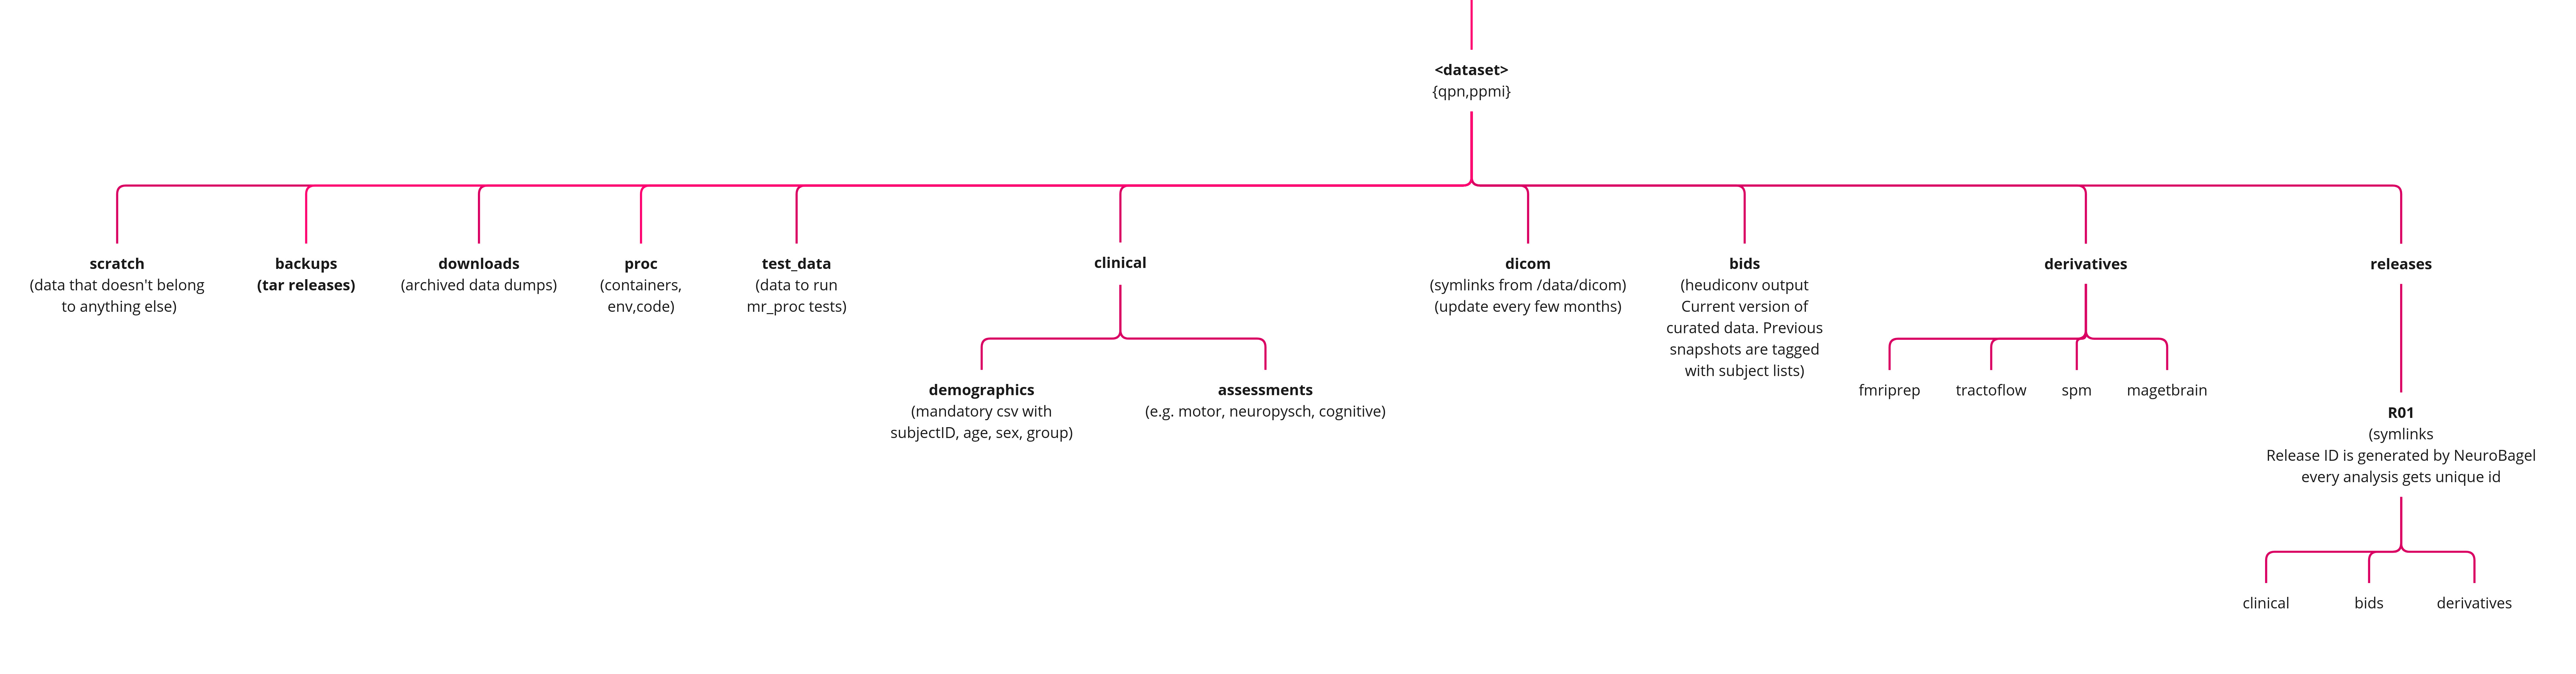 <dataset>
{qpn,ppmi}
scratch
(data that doesn't belong
to anything else)
backups
(tar releases)
downloads
(archived data dumps)
proc
(containers,
env,code)
test_data
(data to run
mr_proc tests)
clinical
demographics
(mandatory csv with
subjectID, age, sex, group)
assessments
(e.g. motor, neuropysch, cognitive)
dicom
(symlinks from /data/dicom)
(update every few months)
bids
(heudiconv output
Current version of
curated data. Previous
snapshots are tagged
with subject lists)
derivatives
fmriprep
tractoflow
spm
magetbrain
releases
R01
(symlinks
Release ID is generated by NeuroBagel
every analysis gets unique id
clinical
bids
derivatives